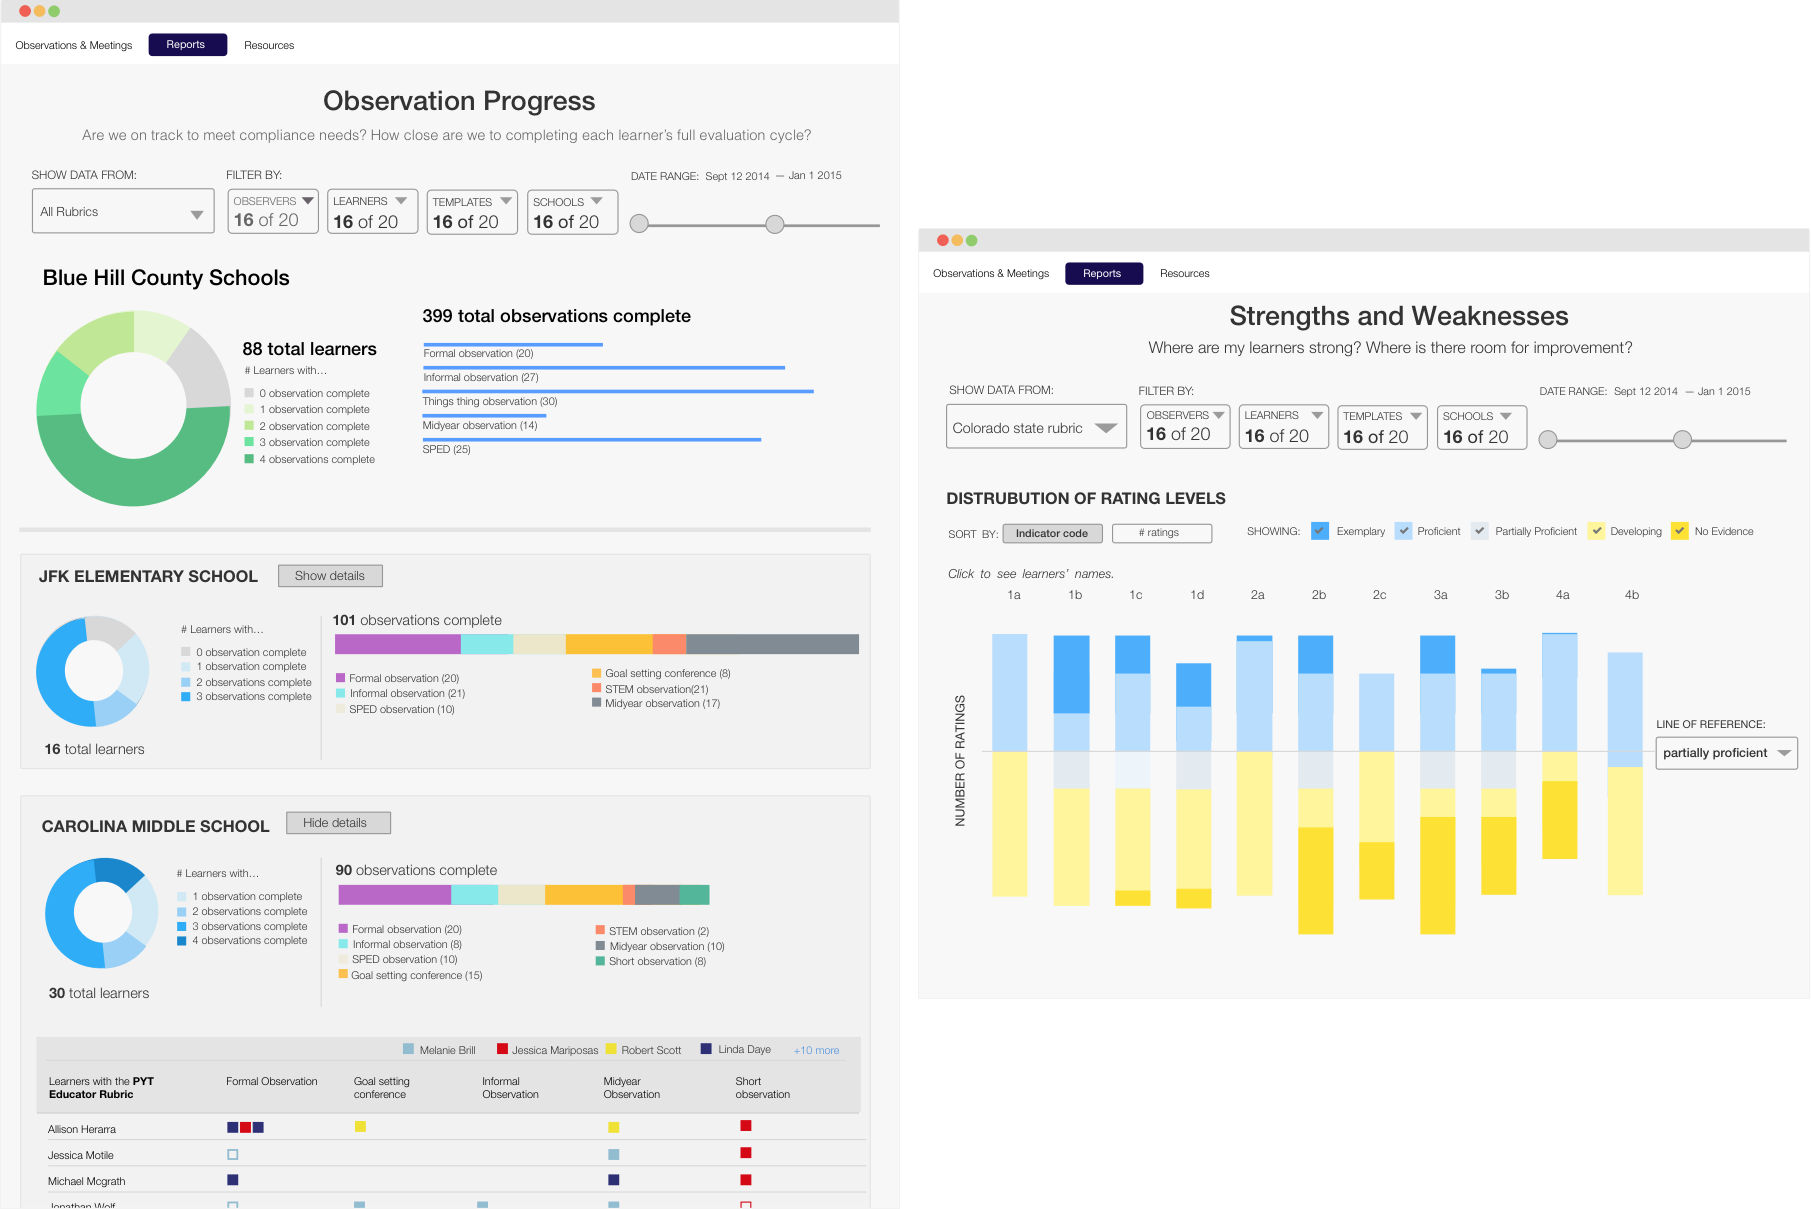 Observations & Meetings Reports Resources
Observation Progress
Are we on track to meet compliance needs? How close are we to completing each learner's full evaluation cycle?
SHOW DATA FROM: FILTER BY: DATE RANGE: Sept 12 2014 — Jan 1 2015
All Rubrics
OBSERVERS
16 of 20
LEARNERS
16 of 20
TEMPLATES
16 of 20
SCHOOLS
16 of 20
Blue Hill County Schools
88 total learners
# Learners with...
0 observation complete
1 observation complete
2 observation complete
3 observation complete
4 observations complete
399 total observations complete
Formal observation (20)
Informal observation (27)
Things thing observation (30)
Midyear observation (14)
SPED (25)
JFK ELEMENTARY SCHOOL Show details
# Learners with...
0 observation complete
1 observation complete
2 observations complete
3 observations complete
16 total learners
101 observations complete
Formal observation (20)
Informal observation (21)
SPED observation (10)
Goal setting conference (8)
STEM observation(21)
Midyear observation (17)
CAROLINA MIDDLE SCHOOL Hide details
# Learners with...
1 observation complete
2 observations complete
3 observations complete
4 observations complete
30 total learners
90 observations complete
Formal observation (20)
Informal observation (8)
SPED observation (10)
Goal setting conference (15)
STEM observation (2)
Midyear observation (10)
Short observation (8)
Melanie Brill Jessica Mariposas Robert Scott Linda Daye +10 more
Learners with the PYT
Educator Rubric
Formal Observation
Goal setting
conference
Informal
Observation
Midyear
Observation
Short
observation
Allison Herarra
Jessica Motile
Michael Mcgrath
Jonathan Wolf
Observations & Meetings Reports Resources
Strengths and Weaknesses
Where are my learners strong? Where is there room for improvement?
SHOW DATA FROM: FILTER BY: DATE RANGE: Sept 12 2014 — Jan 1 2015
Colorado state rubric
OBSERVERS
16 of 20
LEARNERS
16 of 20
TEMPLATES
16 of 20
SCHOOLS
16 of 20
DISTRUBUTION OF RATING LEVELS
SORT BY: Indicator code # ratings
SHOWING: Exemplary Proficient Partially Proficient Developing No Evidence
Click to see learners' names.
1a 1b 1c 1d 2a 2b 2c 3a 3b 4a 4b
NUMBER OF RATINGS
LINE OF REFERENCE:
partially proficient